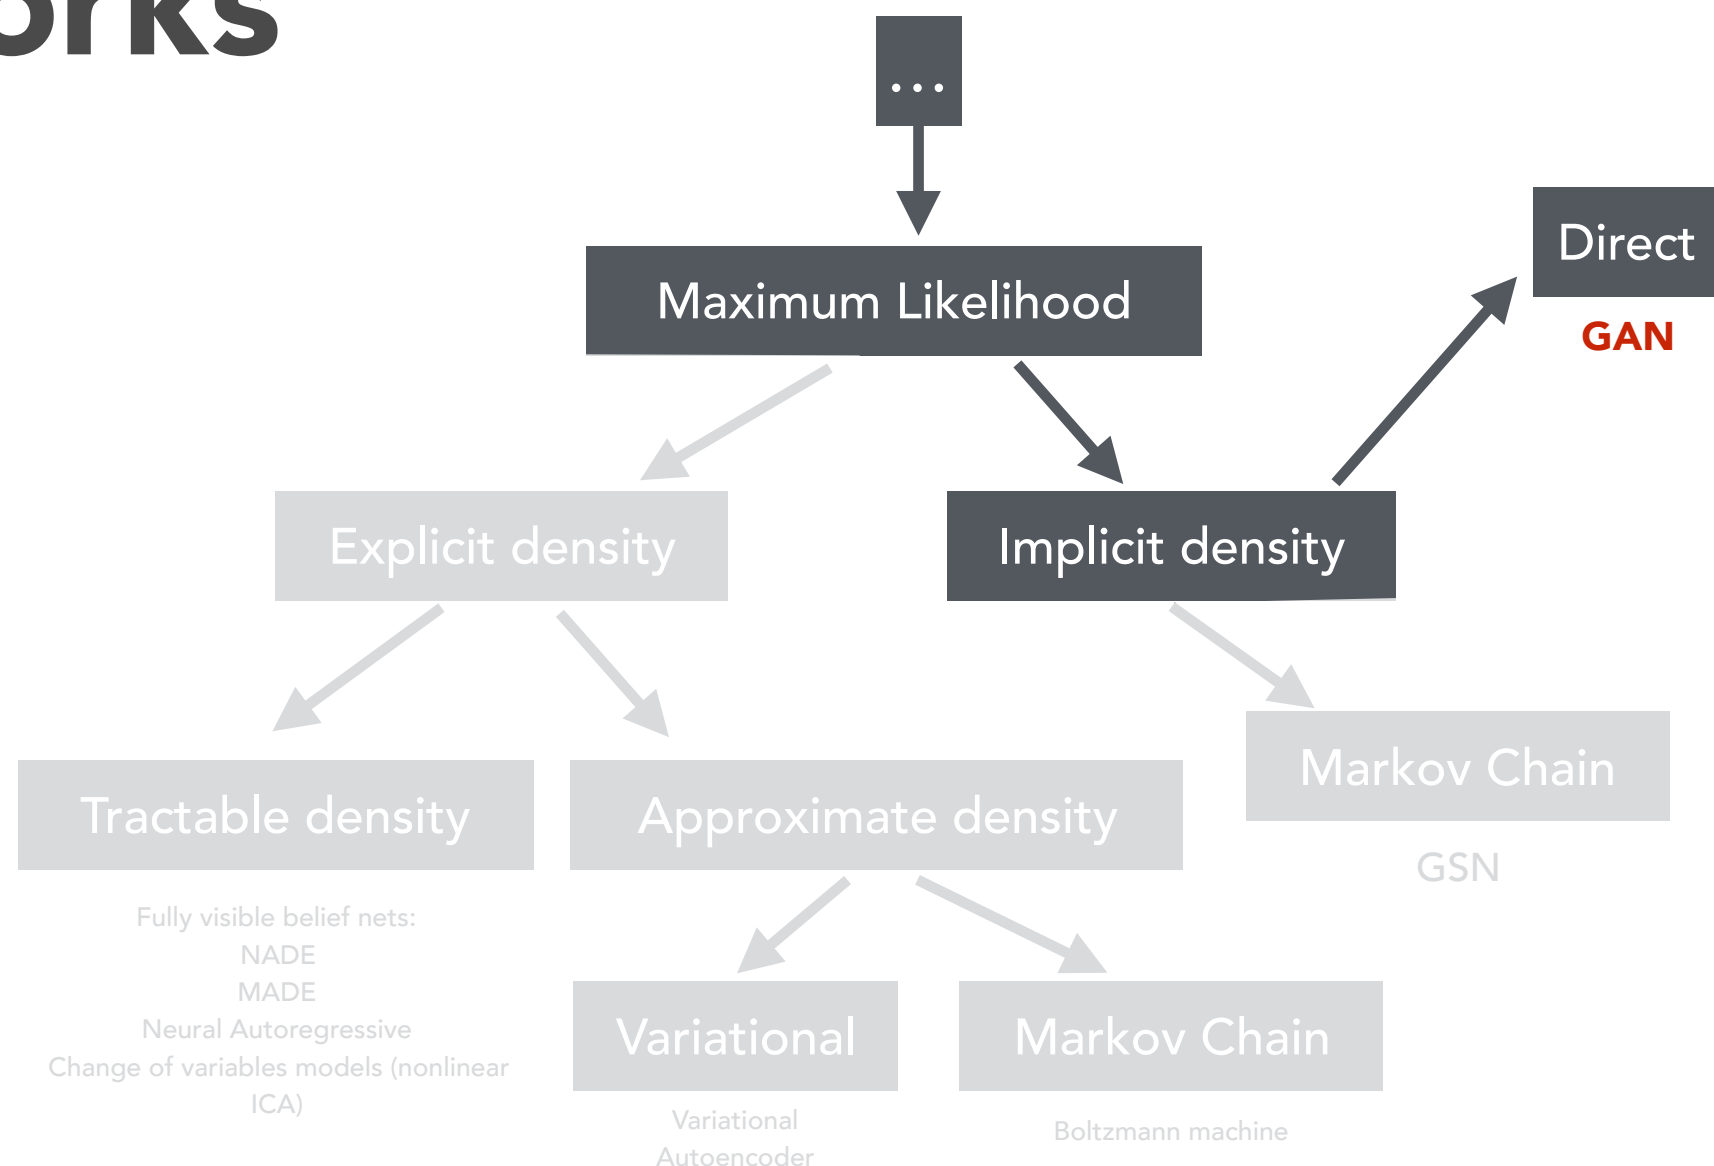 orks
...
Direct
Maximum Likelihood
GAN
Explicit density
Implicit density
Markov Chain
Tractable density
Approximate density
GSN
Fully visible belief nets:
NADE
MADE
Neural Autoregressive
Change of variables models (nonlinear
ICA)
Variational
Markov Chain
Variational
Autoencoder
Boltzmann machine